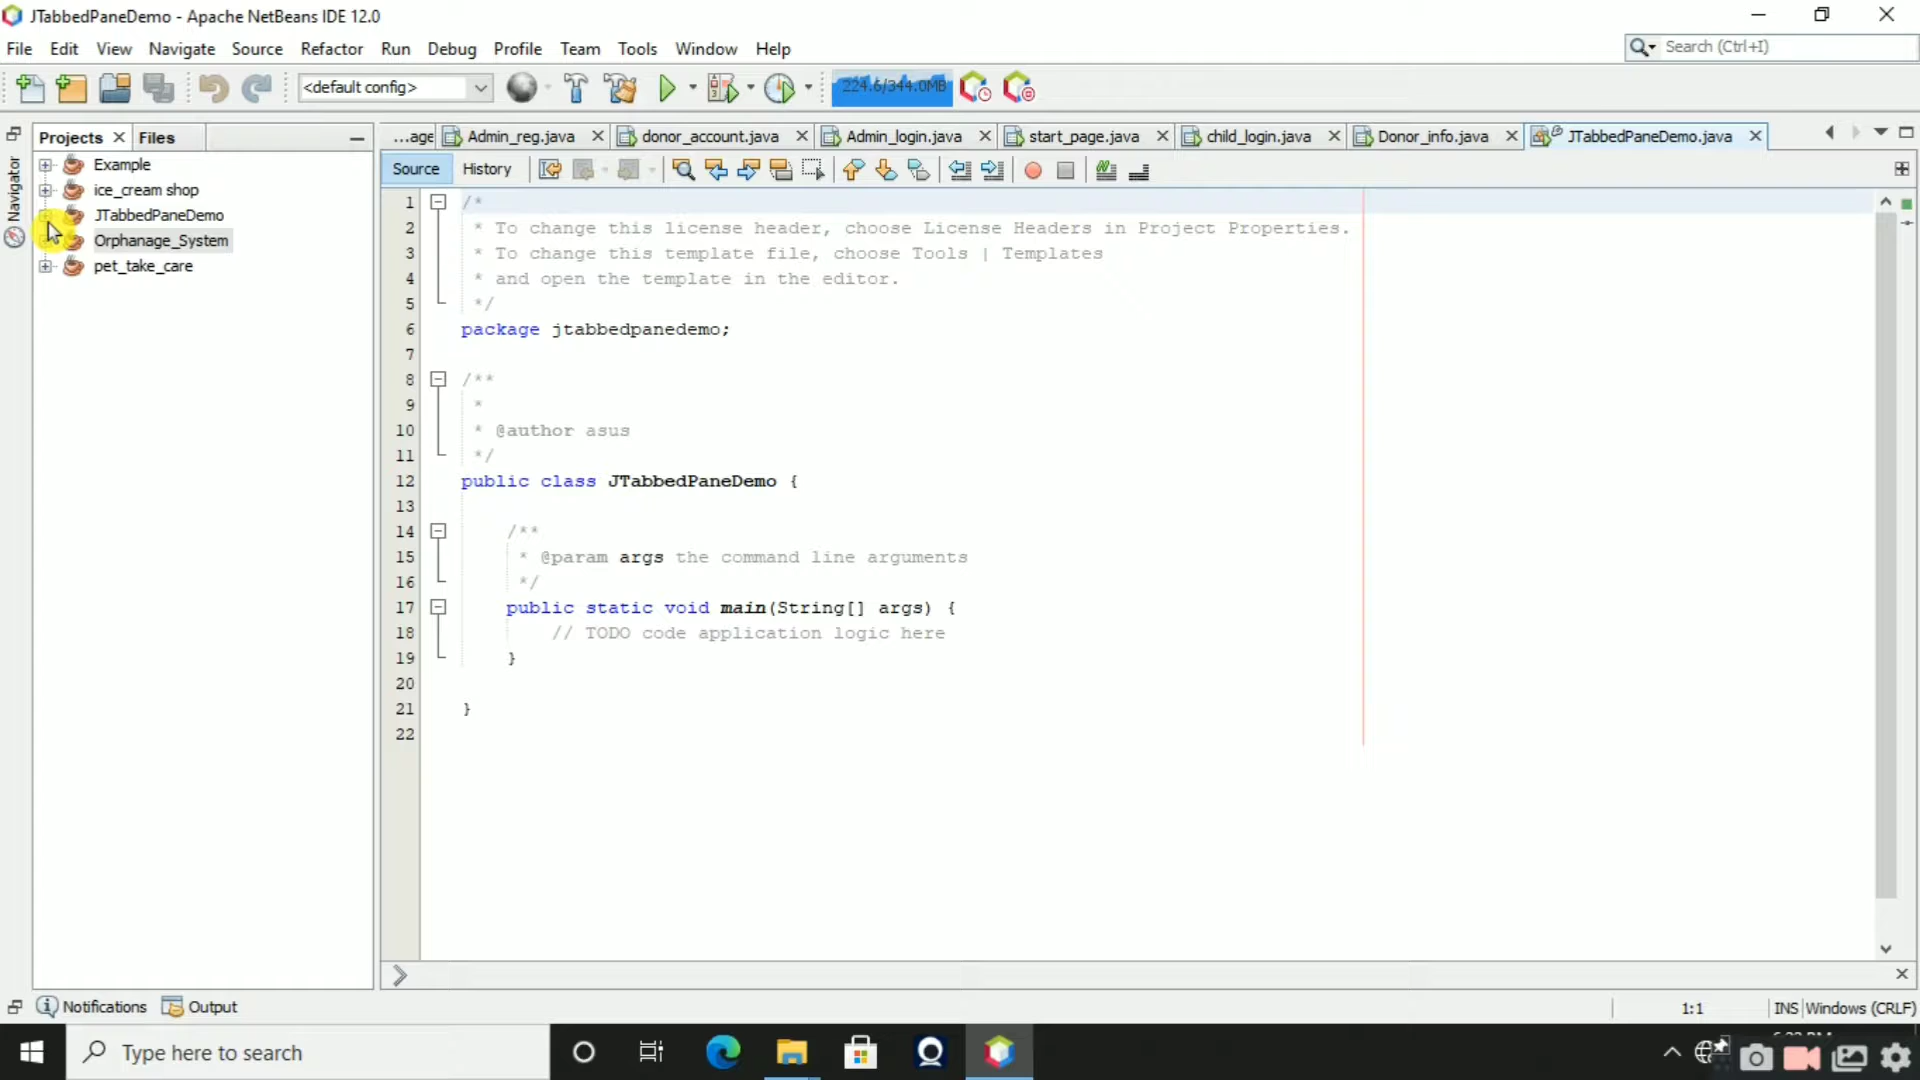 JTabbedPaneDemo - Apache NetBeans IDE 12.0
File Edit View Navigate Source Refactor Run Debug Profile Team Tools Window Help
Search (Ctrl+I)
<default config>
224.6/344.0MB
Projects Files
...age Admin_reg.java donor_account.java Admin_login.java start_page.java child_login.java Donor_info.java JTabbedPaneDemo.java
Navigator
Example
ice_cream shop
JTabbedPaneDemo
Orphanage_System
pet_take_care
Source History
1 /*
2 * To change this license header, choose License Headers in Project Properties.
3 * To change this template file, choose Tools | Templates
4 * and open the template in the editor.
5 */
6 package jtabbedpanedemo;
7
8 /**
9 *
10 * @author asus
11 */
12 public class JTabbedPaneDemo {
13
14 /**
15 * @param args the command line arguments
16 */
17 public static void main(String[] args) {
18 // TODO code application logic here
19 }
20
21 }
22
Notifications Output
1:1 INS Windows (CRLF)
Type here to search